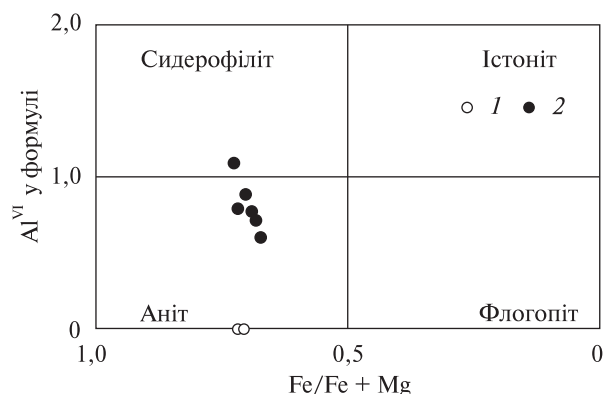 2,0
Сидерофіліт Істоніт
1 2
1,0
Al^VI у формулі
Аніт Флогопіт
0
1,0 0,5 0
Fe/Fe + Mg